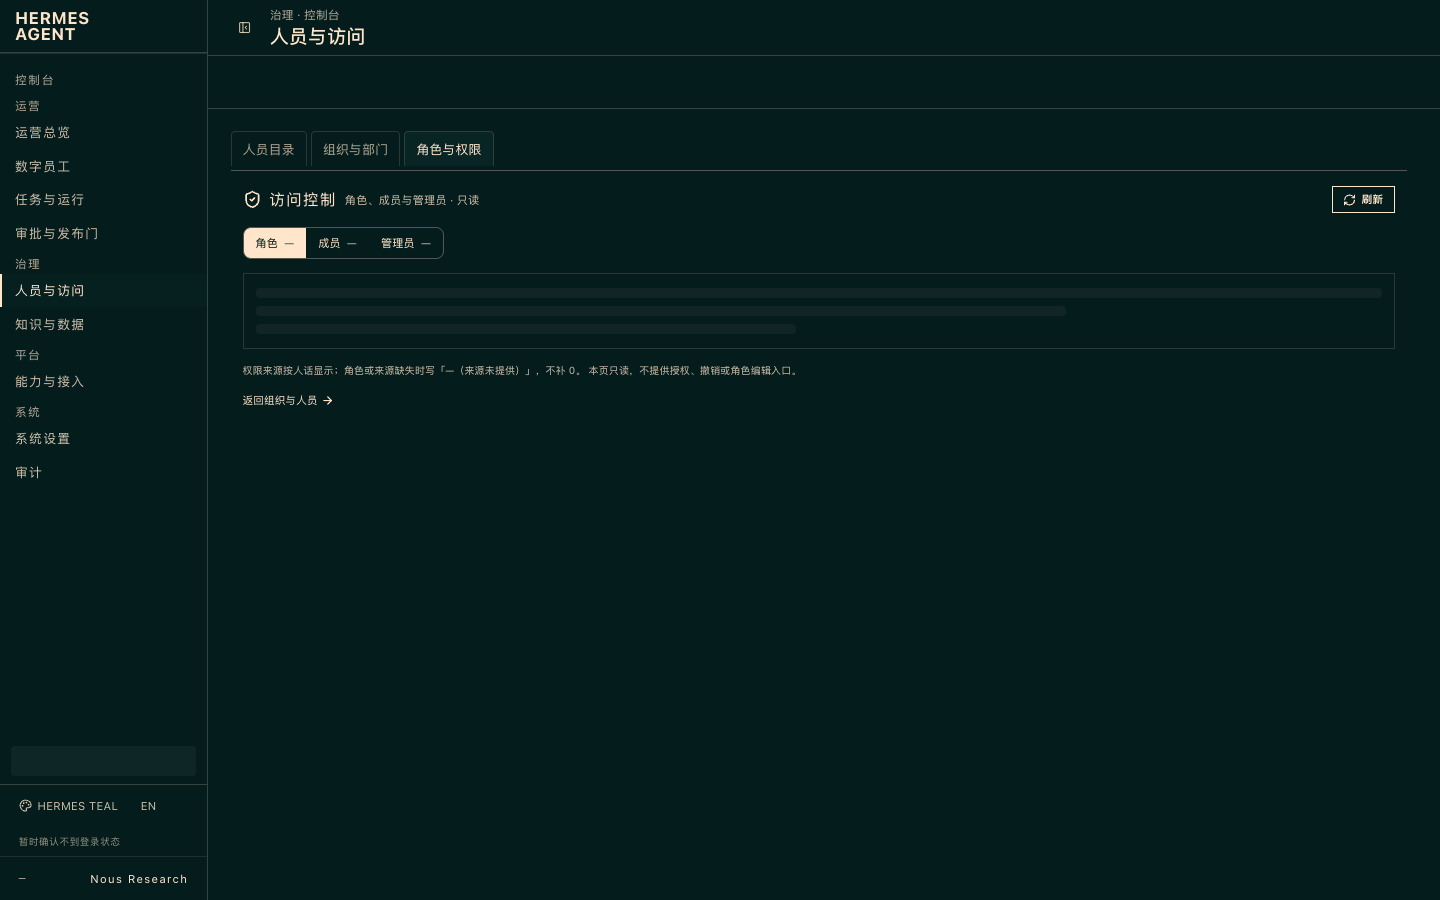 HERMES
AGENT
控制台
运营
运营总览
数字员工
任务与运行
审批与发布门
治理
人员与访问
知识与数据
平台
能力与接入
系统
系统设置
审计
HERMES TEAL EN
暂时确认不到登录状态
— Nous Research
治理 · 控制台
人员与访问
人员目录 组织与部门 角色与权限
访问控制 角色、成员与管理员 · 只读
刷新
角色 — 成员 — 管理员 —
权限来源按人话显示；角色或来源缺失时写「—（来源未提供）」，不补 0。 本页只读，不提供授权、撤销或角色编辑入口。
返回组织与人员 →